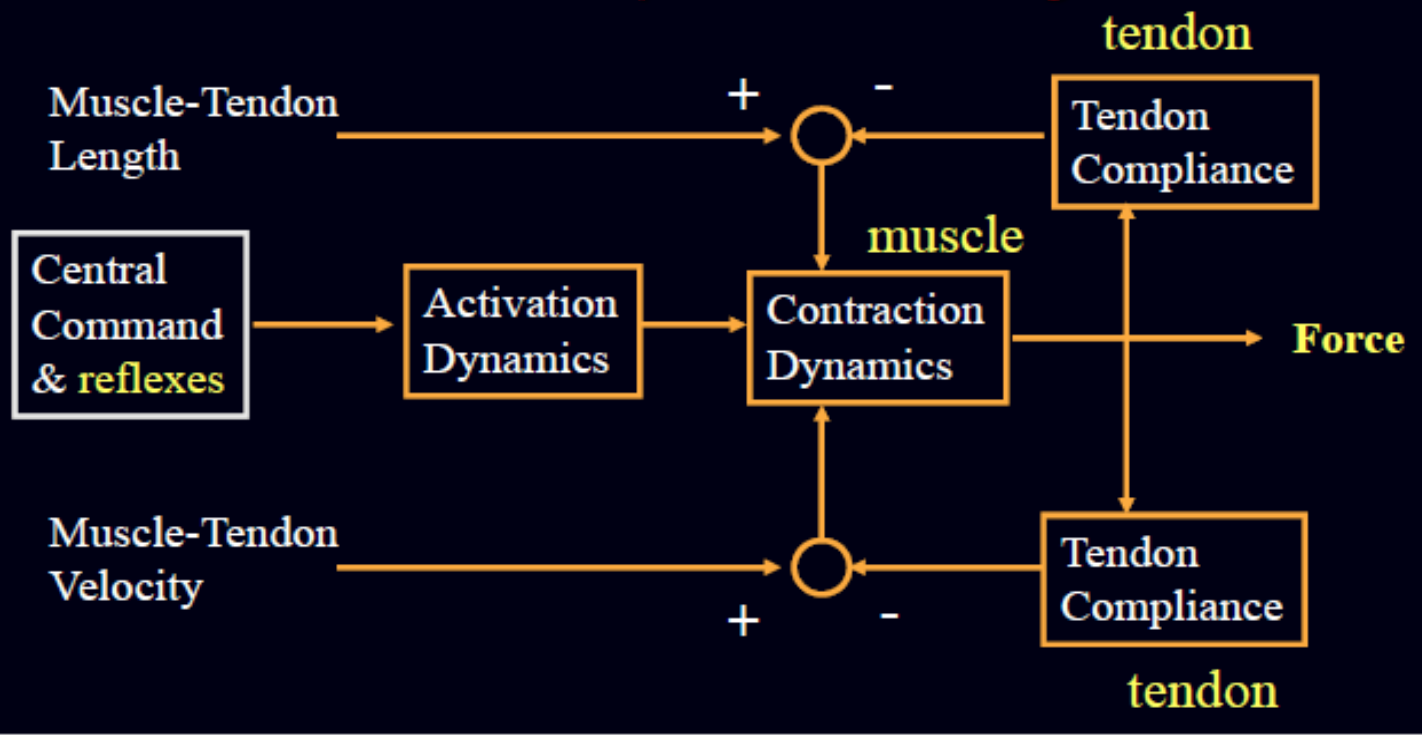 tendon
Muscle-Tendon
Length
+
-
Tendon
Compliance
muscle
Central
Command
& reflexes
Activation
Dynamics
Contraction
Dynamics
Force
Muscle-Tendon
Velocity
+
-
Tendon
Compliance
tendon